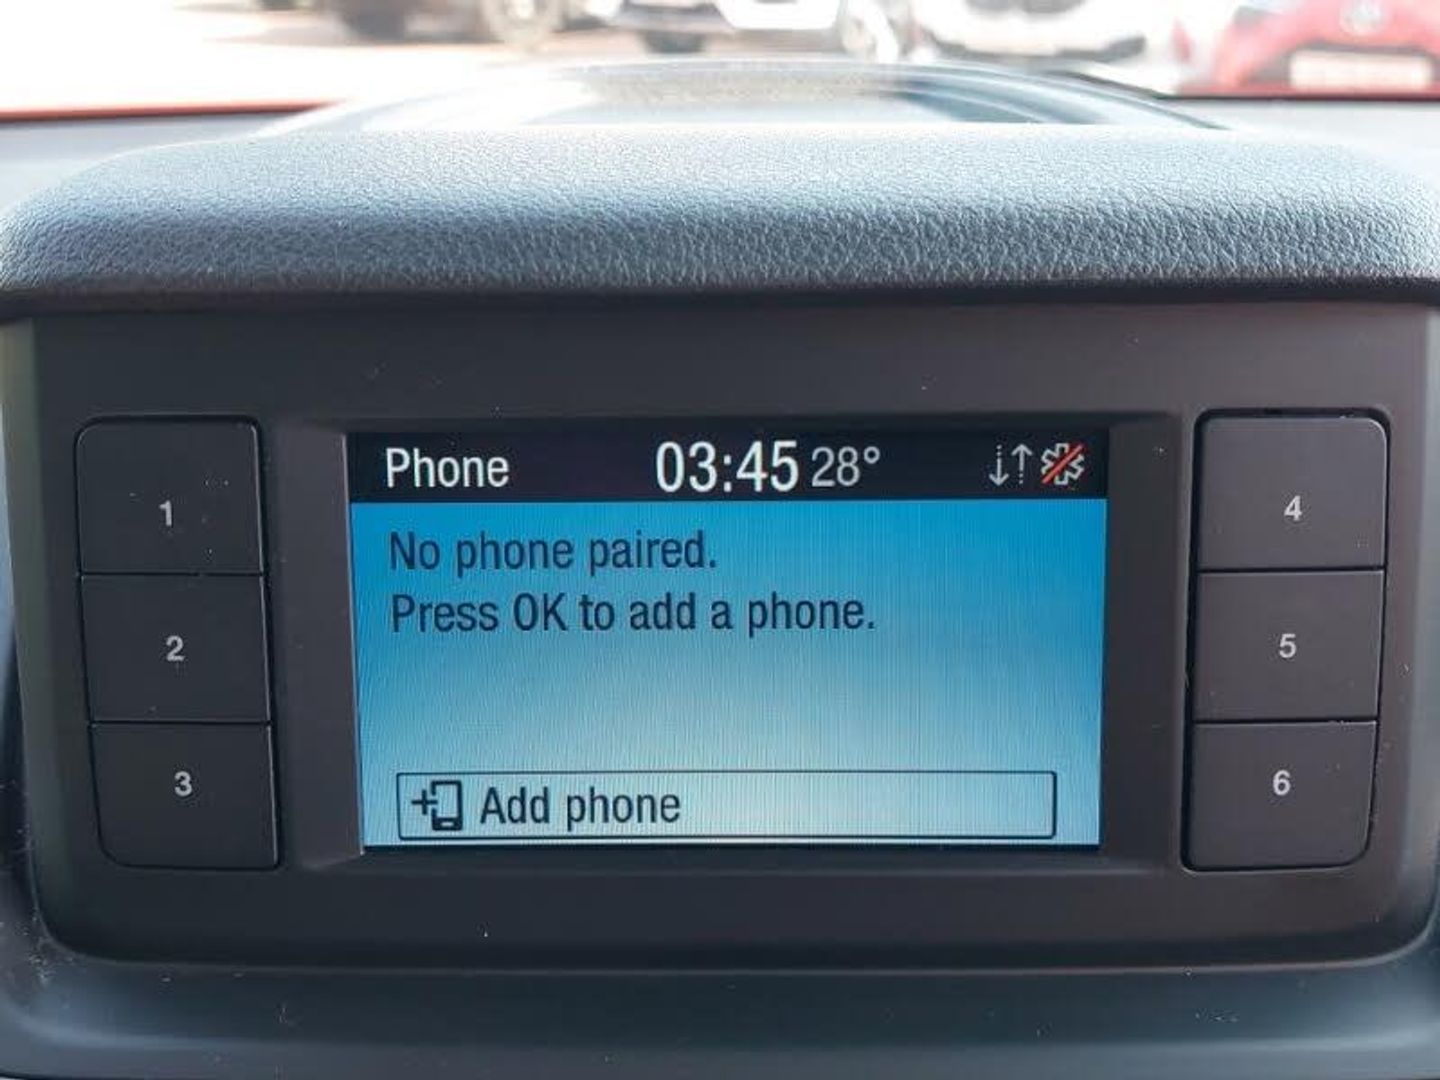 Phone 03:45 28°
No phone paired.
Press OK to add a phone.
Add phone
1
2
3
4
5
6